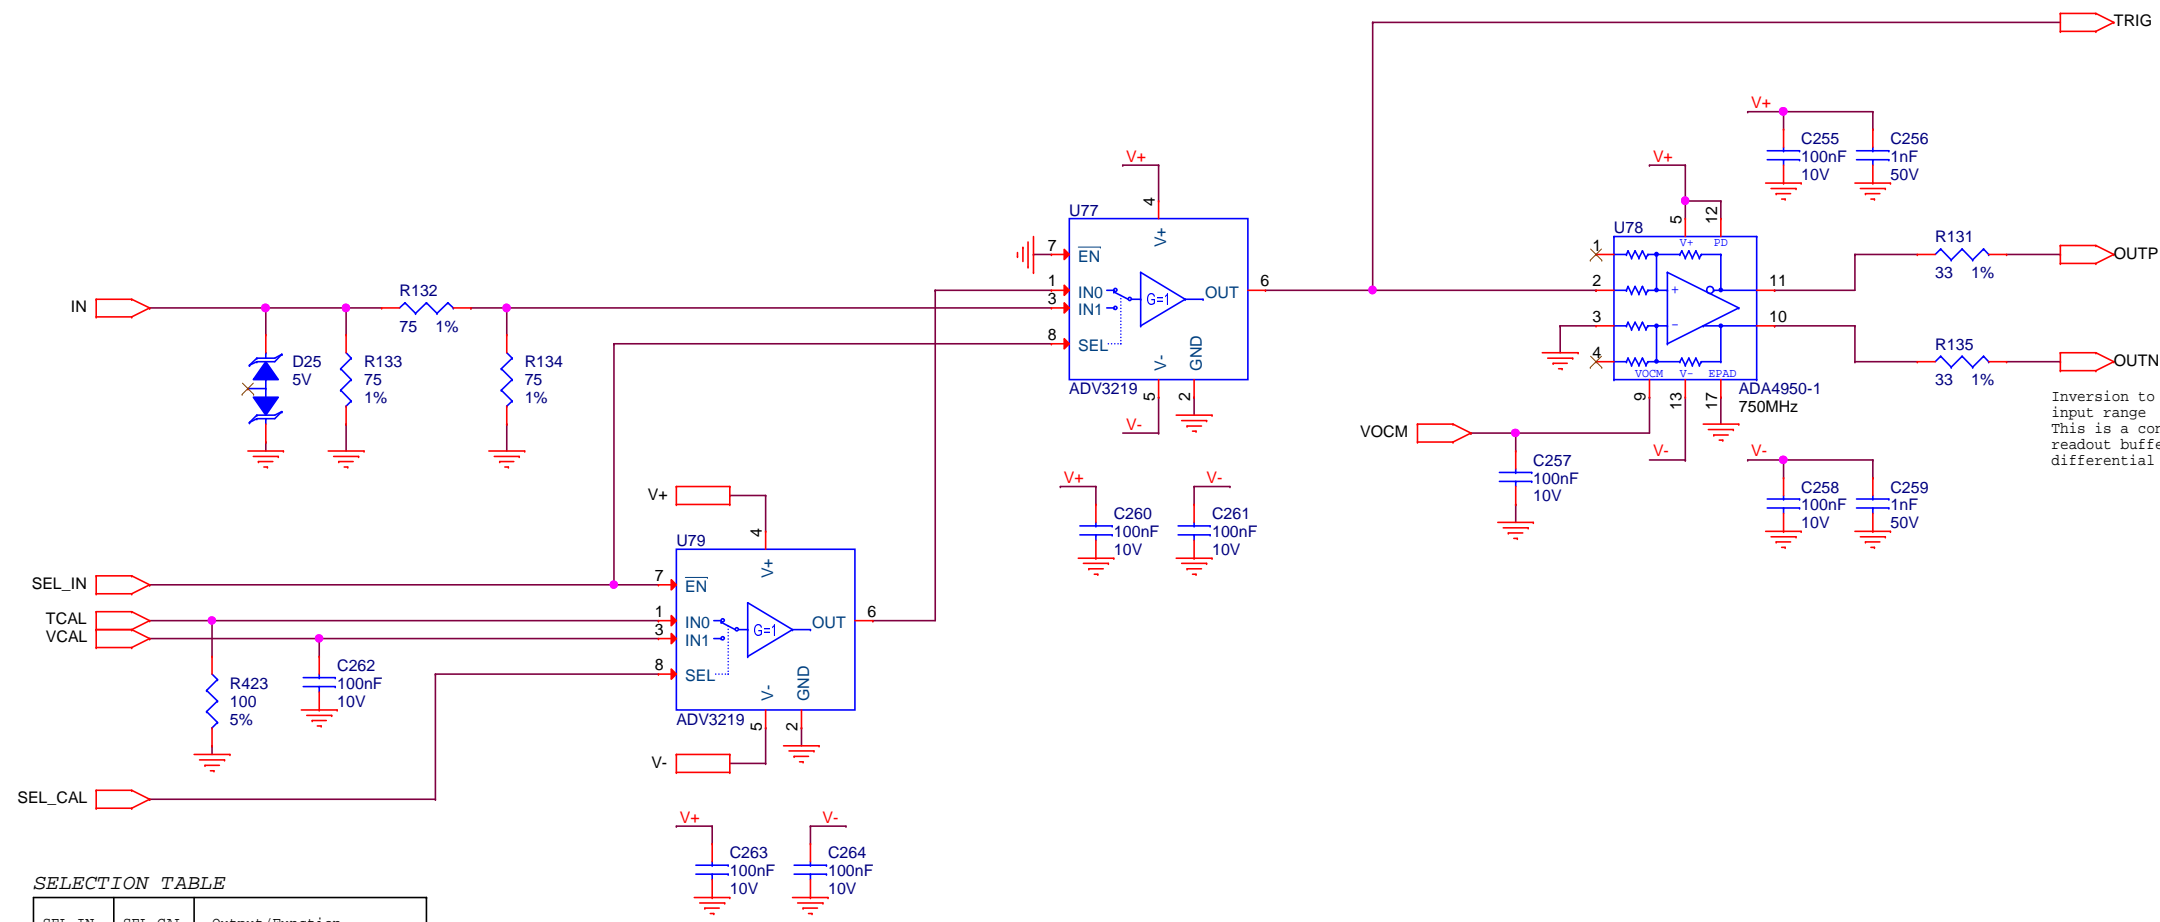 TRIG
V+
C255
100nF
10V
C256
1nF
50V
V+
V+
4
U77
7
EN
V+
1
IN0
3
IN1
G=1
OUT
6
8
SEL
V-
GND
ADV3219
5
2
V-
5
12
U78
V+
PD
1
2
3
4
+
-
11
10
VOCM
V-
EPAD
ADA4950-1
750MHz
9
13
17
R131
33 1%
OUTP
R135
33 1%
OUTN
Inversion to
input range
This is a
readout
differential
IN
R132
75 1%
D25
5V
R133
75
1%
R134
75
1%
VOCM
C257
100nF
10V
V-
V-
C258
100nF
10V
C259
1nF
50V
V+
C260
100nF
10V
V-
C261
100nF
10V
V+
4
U79
SEL_IN
7
EN
V+
TCAL
1
IN0
VCAL
3
IN1
G=1
OUT
6
8
SEL
V-
GND
ADV3219
5
2
V-
R423
100
5%
C262
100nF
10V
SEL_CAL
V+
C263
100nF
10V
V-
C264
100nF
10V
SELECTION TABLE
SEL_IN SEL_CAL Output/Function